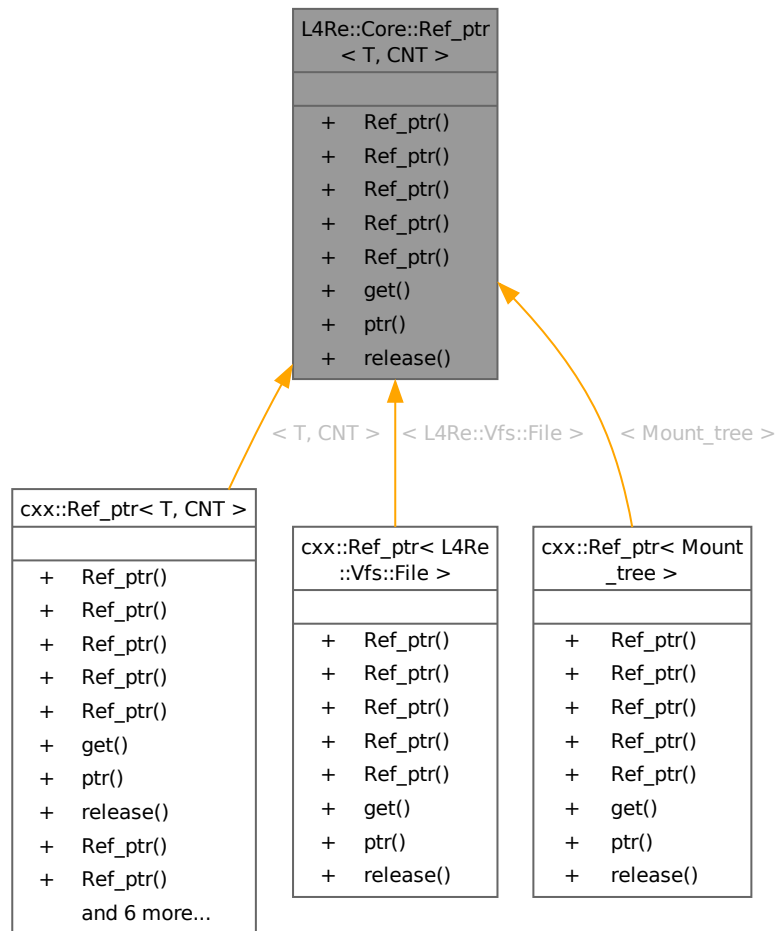 L4Re::Core::Ref_ptr
< T, CNT >
+ Ref_ptr()
+ Ref_ptr()
+ Ref_ptr()
+ Ref_ptr()
+ Ref_ptr()
+ get()
+ ptr()
+ release()
< T, CNT >
< L4Re::Vfs::File >
< Mount_tree >
cxx::Ref_ptr< T, CNT >
+ Ref_ptr()
+ Ref_ptr()
+ Ref_ptr()
+ Ref_ptr()
+ Ref_ptr()
+ get()
+ ptr()
+ release()
+ Ref_ptr()
+ Ref_ptr()
and 6 more...
cxx::Ref_ptr< L4Re
::Vfs::File >
+ Ref_ptr()
+ Ref_ptr()
+ Ref_ptr()
+ Ref_ptr()
+ Ref_ptr()
+ get()
+ ptr()
+ release()
cxx::Ref_ptr< Mount
_tree >
+ Ref_ptr()
+ Ref_ptr()
+ Ref_ptr()
+ Ref_ptr()
+ Ref_ptr()
+ get()
+ ptr()
+ release()